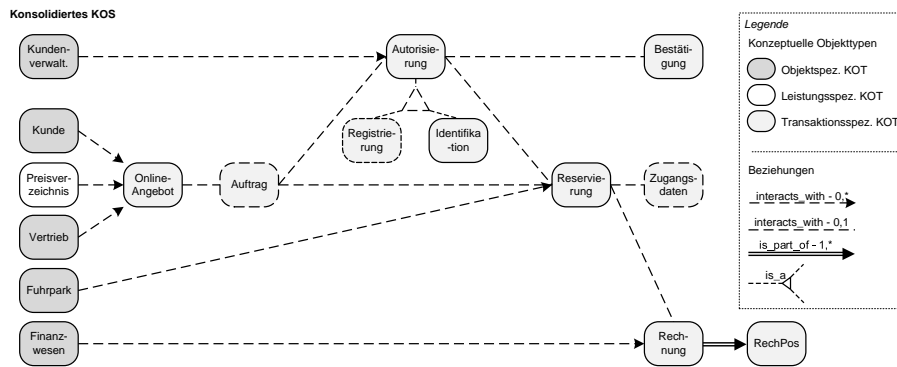 Konsolidiertes KOS
Kunden-
verwalt.
Autorisie-
rung
Bestäti-
gung
Registrie-
rung
Identifika
-tion
Kunde
Preisver-
zeichnis
Online-
Angebot
Auftrag
Reservie-
rung
Zugangs-
daten
Vertrieb
Fuhrpark
Finanz-
wesen
Rech-
nung
RechPos
Legende
Konzeptuelle Objekttypen
Objektspez. KOT
Leistungsspez. KOT
Transaktionsspez. KOT
Beziehungen
interacts_with - 0,*
interacts_with - 0,1
is_part_of - 1,*
is_a